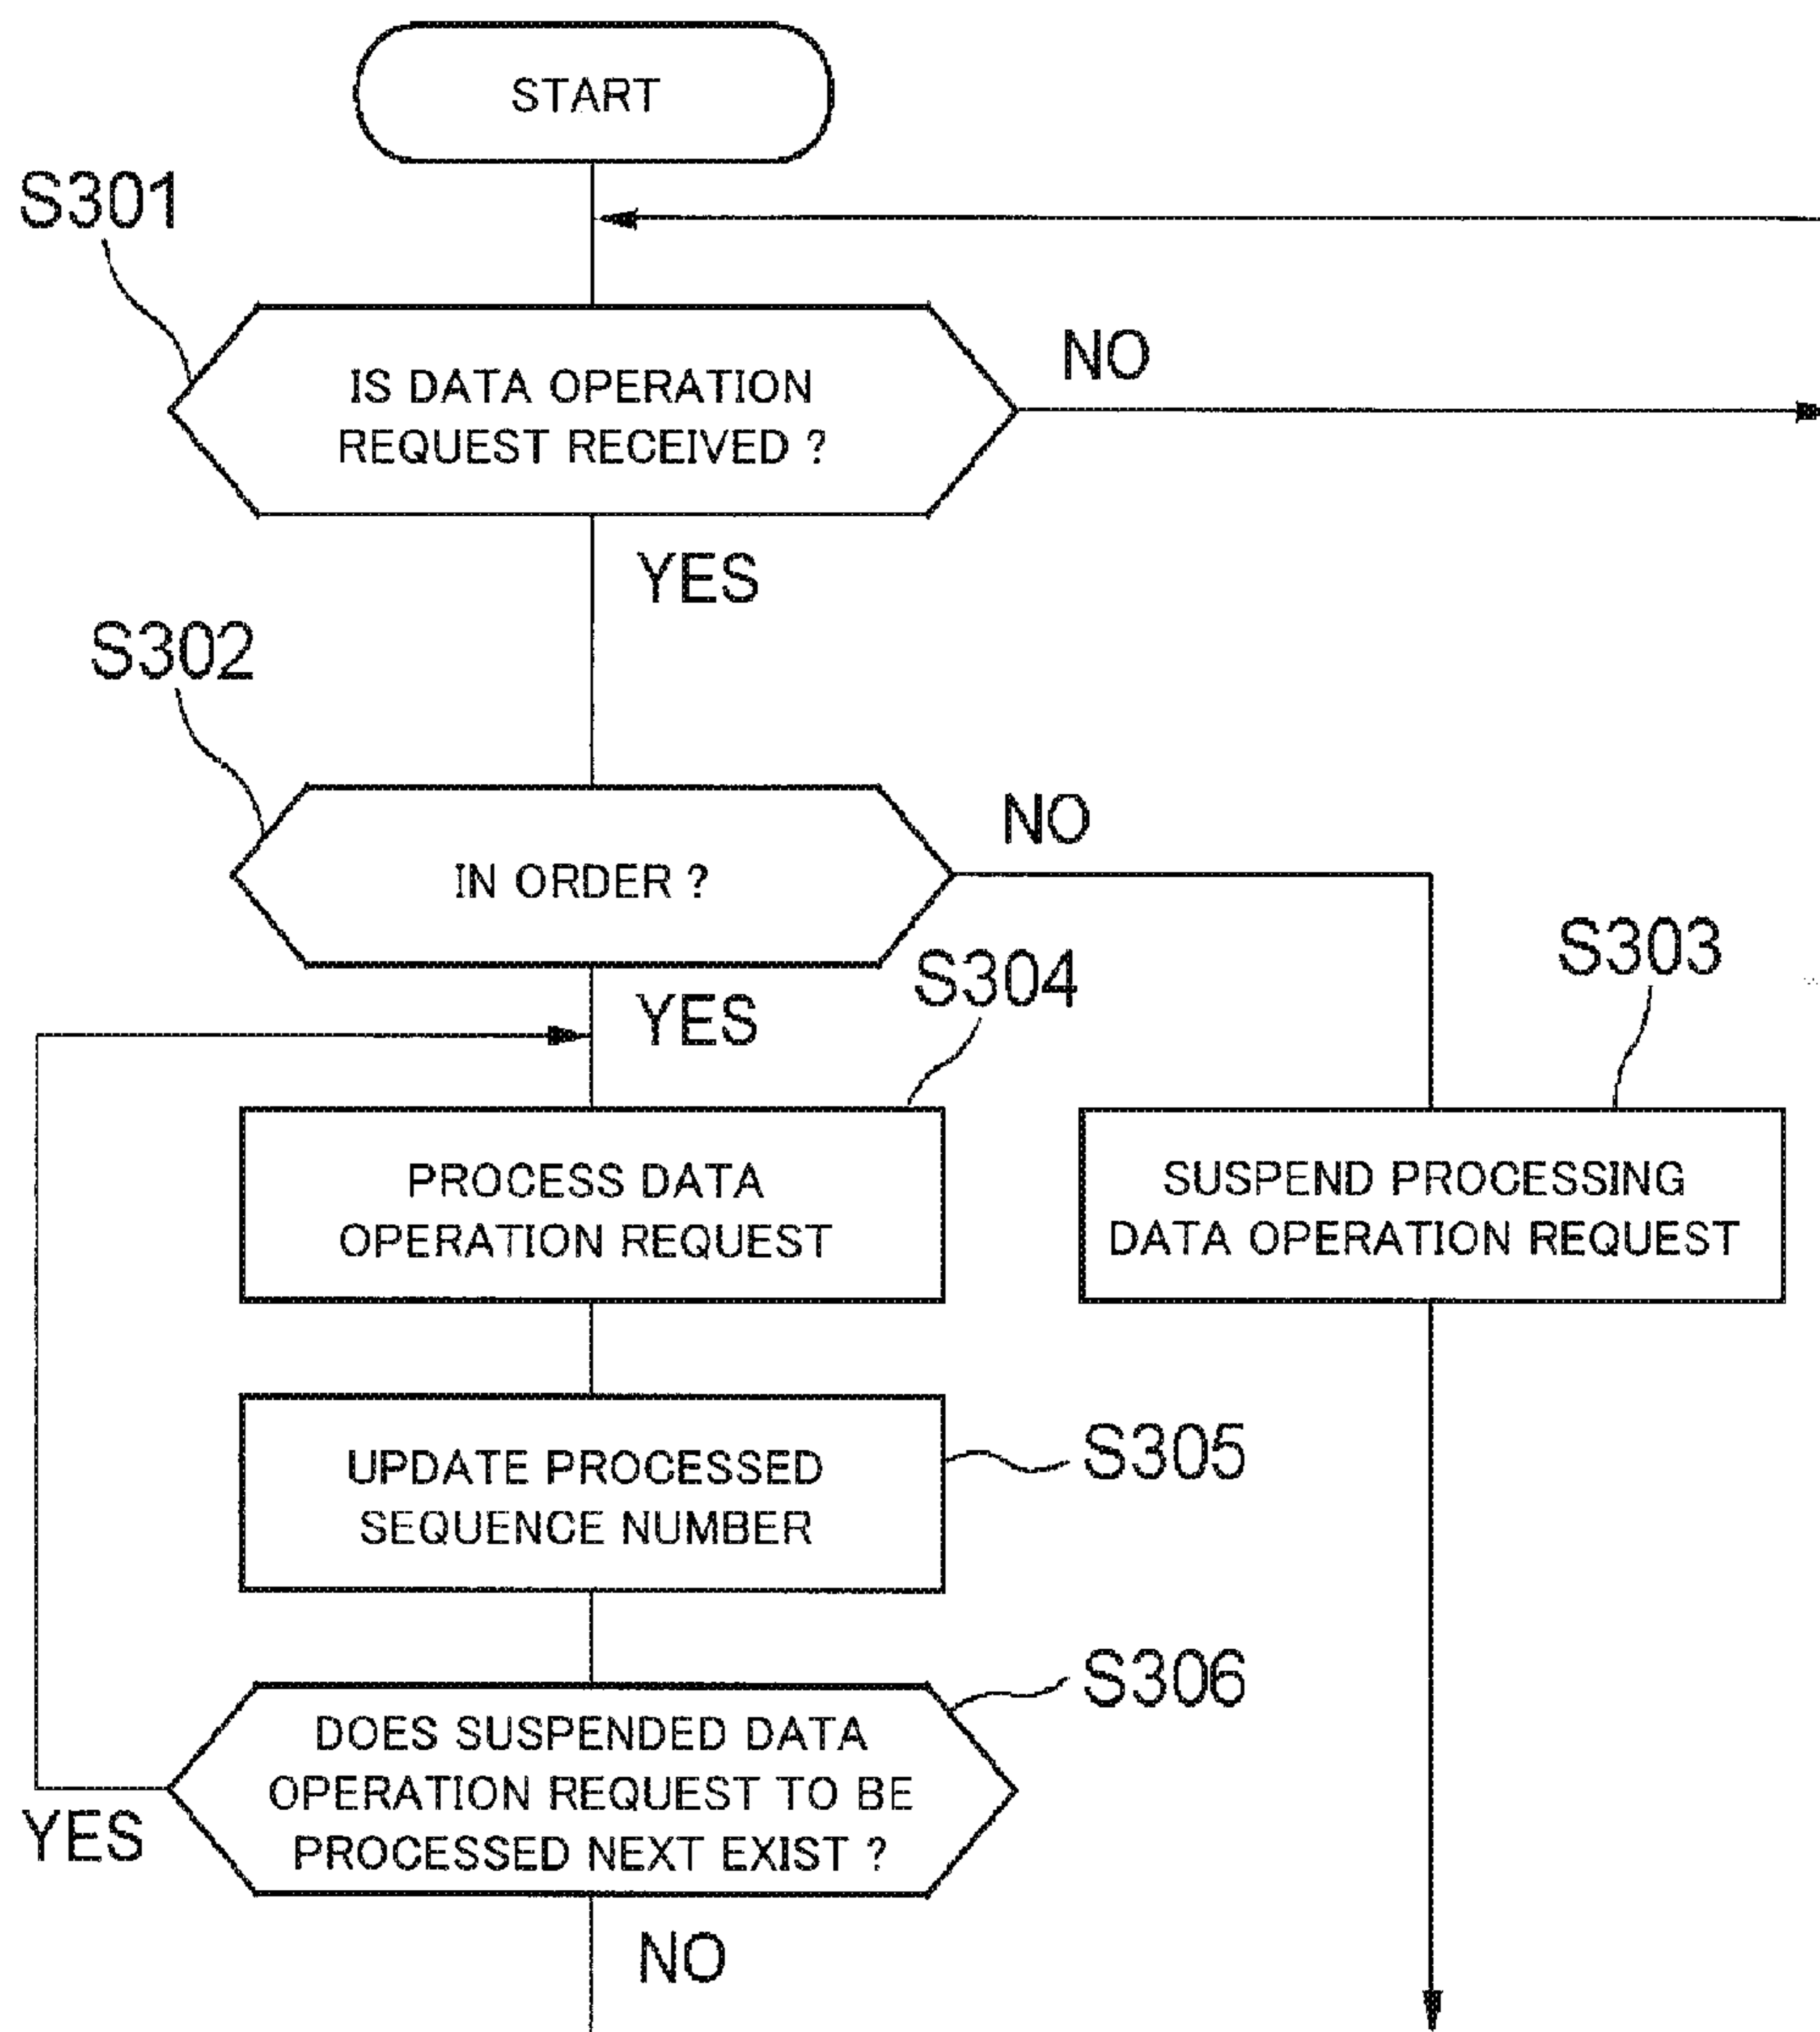 START
S301
IS DATA OPERATION
REQUEST RECEIVED ?
NO
YES
S302
IN ORDER ?
NO
YES
S304
S303
PROCESS DATA
OPERATION REQUEST
SUSPEND PROCESSING
DATA OPERATION REQUEST
UPDATE PROCESSED
SEQUENCE NUMBER
S305
S306
DOES SUSPENDED DATA
OPERATION REQUEST TO BE
PROCESSED NEXT EXIST ?
YES
NO